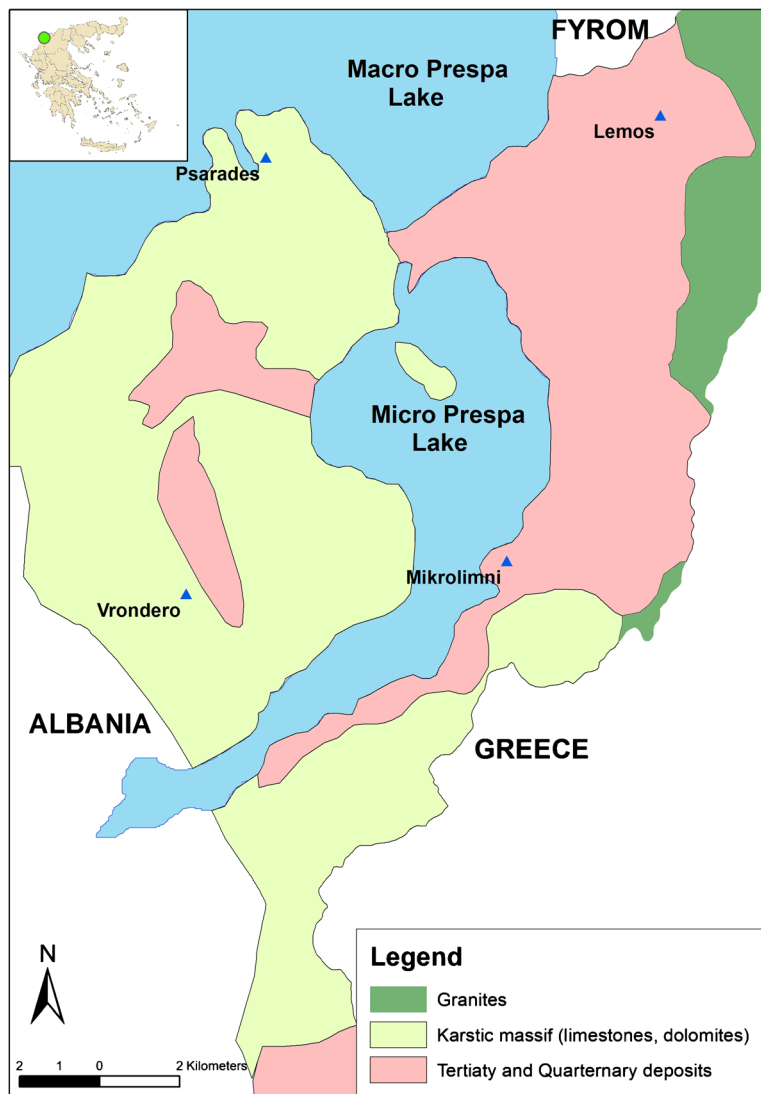 FYROM
Macro Prespa
Lake
Lemos
Psarades
Micro Prespa
Lake
Mikrolimni
Vrondero
ALBANIA
GREECE
N
2 1 0 2 Kilometers
Legend
Granites
Karstic massif (limestones, dolomites)
Tertiaty and Quarternary deposits